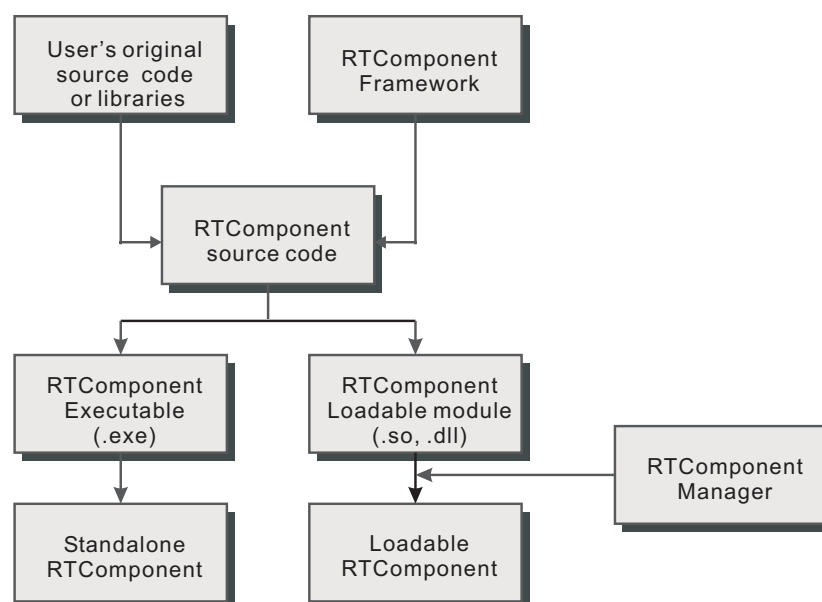 User's original
source code
or libraries
RTComponent
Framework
RTComponent
source code
RTComponent
Executable
(.exe)
RTComponent
Loadable module
(.so, .dll)
RTComponent
Manager
Standalone
RTComponent
Loadable
RTComponent